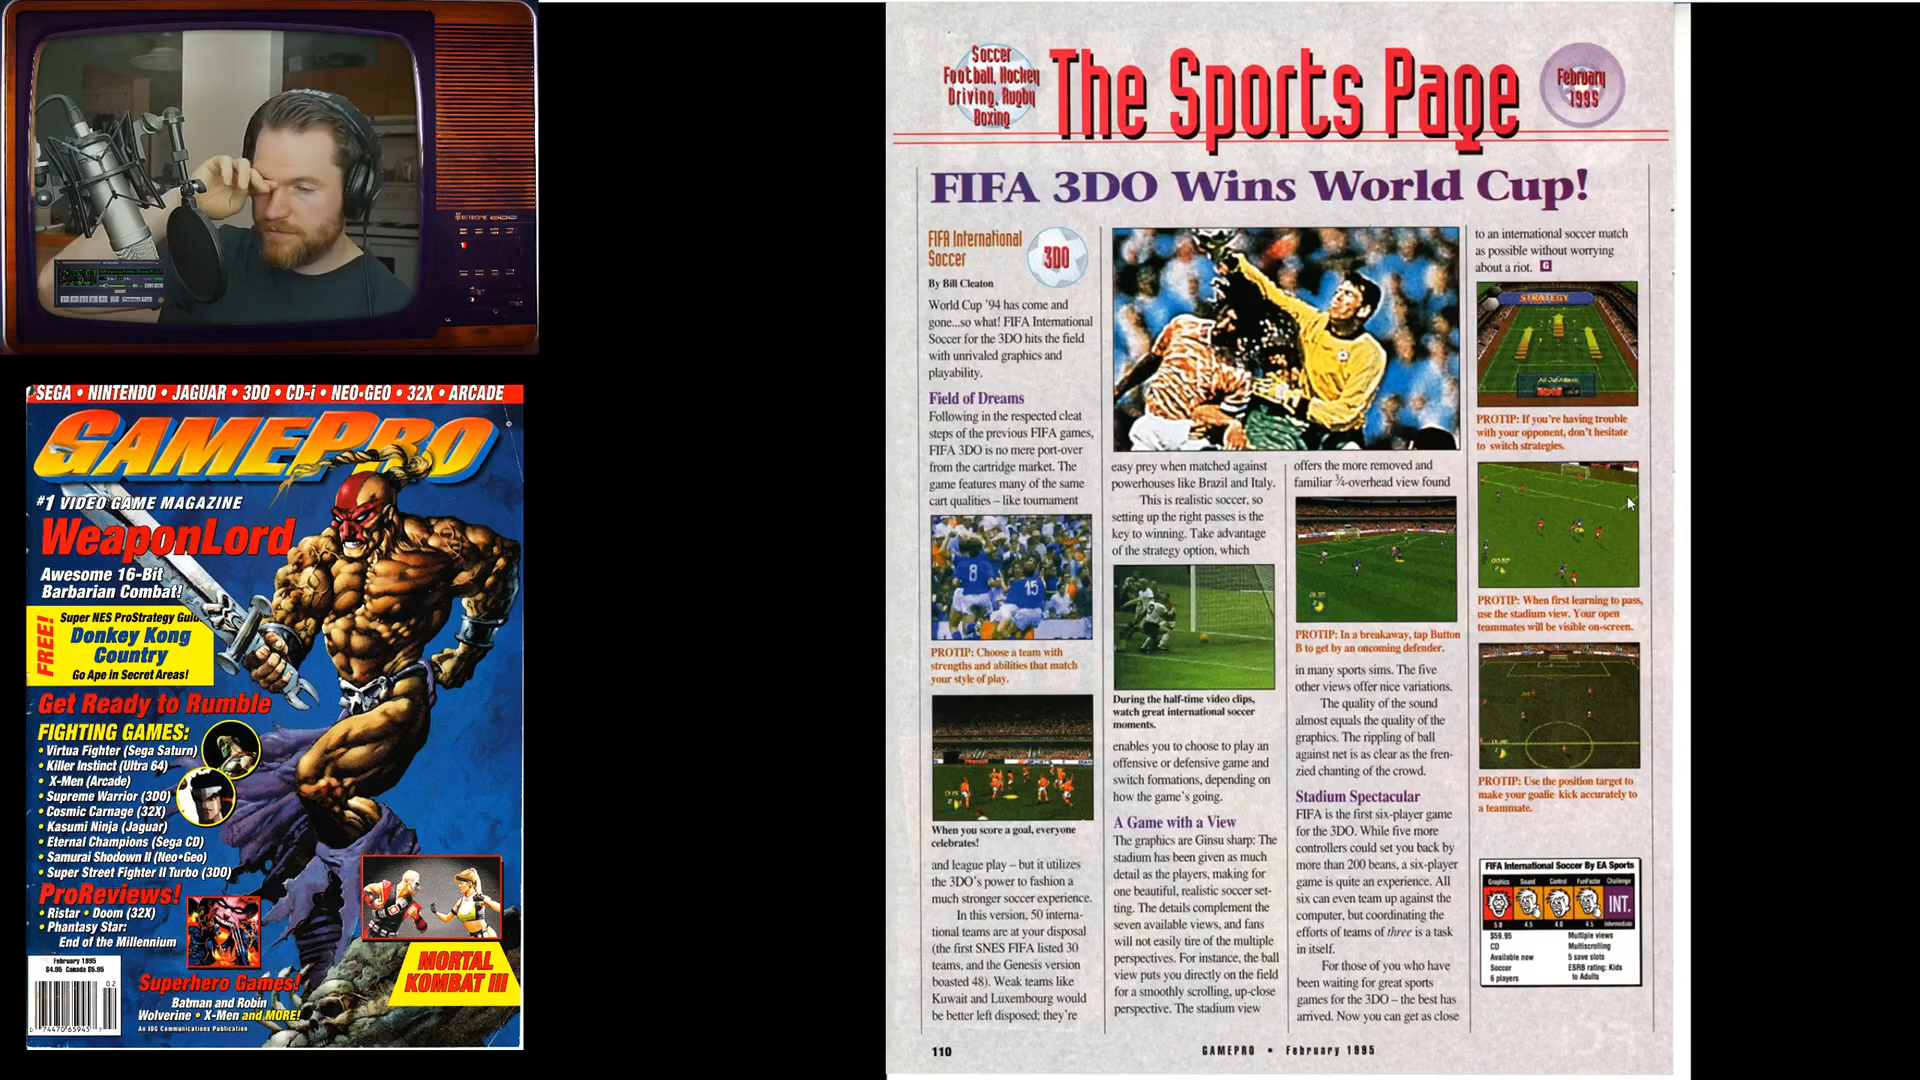 SEGA • NINTENDO • JAGUAR • 3DO • CD-i • NEO•GEO • 32X • ARCADE
GAMEPRO
#1 VIDEO GAME MAGAZINE
WeaponLord
Awesome 16-Bit
Barbarian Combat!
FREE!
Super NES ProStrategy Gui
Donkey Kong
Country
Go Ape in Secret Areas!
Get Ready to Rumble
FIGHTING GAMES:
• Virtua Fighter (Sega Saturn)
• Killer Instinct (Ultra 64)
• X-Men (Arcade)
• Supreme Warrior (3DO)
• Cosmic Carnage (32X)
• Kasumi Ninja (Jaguar)
• Eternal Champions (Sega CD)
• Samurai Shodown II (Neo•Geo)
• Super Street Fighter II Turbo (3DO)
ProReviews!
• Ristar • Doom (32X)
• Phantasy Star:
End of the Millennium
MORTAL
KOMBAT III
February 1995
$4.95 Canada $5.95
02
0 74470 65945 7
Superhero Games!
Batman and Robin
Wolverine • X-Men and MORE!
An IDG Communications Publication
Soccer
Football, Hockey
Driving, Rugby
Boxing
The Sports Page
February
1995
FIFA 3DO Wins World Cup!
FIFA International
Soccer
3DO
By Bill Cleaton
World Cup '94 has come and
gone...so what! FIFA International
Soccer for the 3DO hits the field
with unrivaled graphics and
playability.
Field of Dreams
Following in the respected cleat
steps of the previous FIFA games,
FIFA 3DO is no mere port-over
from the cartridge market. The
game features many of the same
cart qualities – like tournament
8
15
PROTIP: Choose a team with
strengths and abilities that match
your style of play.
When you score a goal, everyone
celebrates!
and league play – but it utilizes
the 3DO's power to fashion a
much stronger soccer experience.
In this version, 50 interna-
tional teams are at your disposal
(the first SNES FIFA listed 30
teams, and the Genesis version
boasted 48). Weak teams like
Kuwait and Luxembourg would
be better left disposed; they're
easy prey when matched against
powerhouses like Brazil and Italy.
This is realistic soccer, so
setting up the right passes is the
key to winning. Take advantage
of the strategy option, which
During the half-time video clips,
watch great international soccer
moments.
enables you to choose to play an
offensive or defensive game and
switch formations, depending on
how the game's going.
A Game with a View
The graphics are Ginsu sharp: The
stadium has been given as much
detail as the players, making for
one beautiful, realistic soccer set-
ting. The details complement the
seven available views, and fans
will not easily tire of the multiple
perspectives. For instance, the ball
view puts you directly on the field
for a smoothly scrolling, up-close
perspective. The stadium view
offers the more removed and
familiar ¾-overhead view found
PROTIP: In a breakaway, tap Button
B to get by an oncoming defender.
in many sports sims. The five
other views offer nice variations.
The quality of the sound
almost equals the quality of the
graphics. The rippling of ball
against net is as clear as the fren-
zied chanting of the crowd.
Stadium Spectacular
FIFA is the first six-player game
for the 3DO. While five more
controllers could set you back by
more than 200 beans, a six-player
game is quite an experience. All
six can even team up against the
computer, but coordinating the
efforts of teams of three is a task
in itself.
For those of you who have
been waiting for great sports
games for the 3DO – the best has
arrived. Now you can get as close
to an international soccer match
as possible without worrying
about a riot. G
STRATEGY
PROTIP: If you're having trouble
with your opponent, don't hesitate
to switch strategies.
PROTIP: When first learning to pass,
use the stadium view. Your open
teammates will be visible on-screen.
PROTIP: Use the position target to
make your goalie kick accurately to
a teammate.
FIFA International Soccer By EA Sports
Graphics Sound Control FunFactor Challenge
INT.
5.0 4.5 4.0 4.5 Intermediate
$59.95
CD
Available now
Soccer
6 players
Multiple views
Multiscrolling
5 save slots
ESRB rating: Kids
to Adults
110
GAMEPRO • February 1995